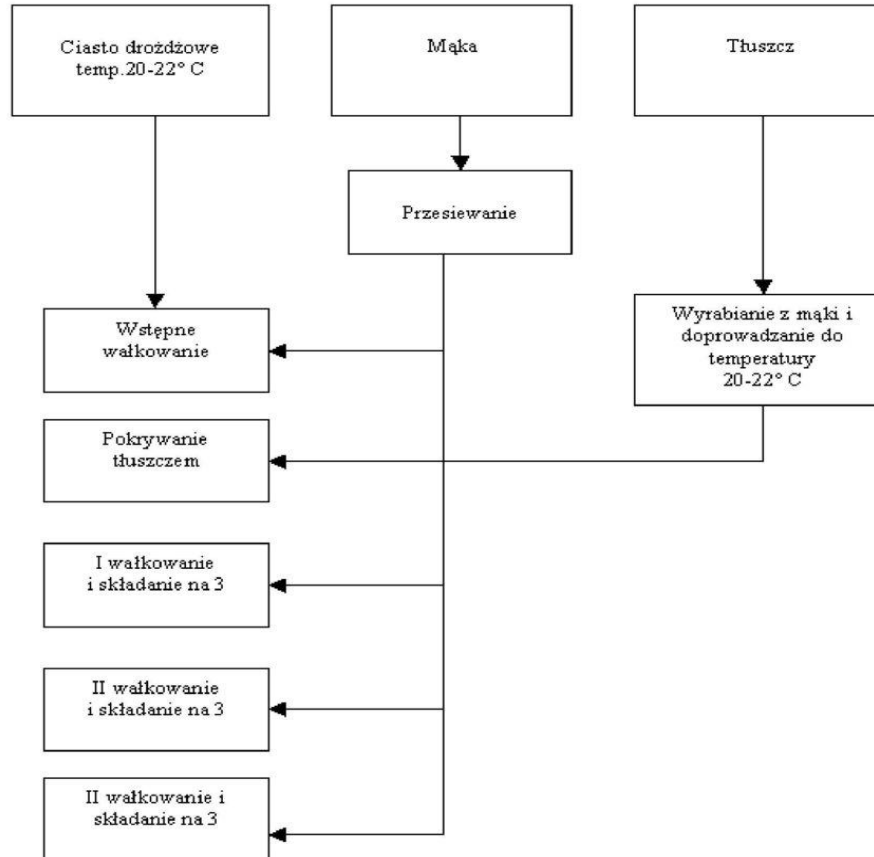 Ciasto drożdżowe
temp.20-22° C
Mąka
Tłuszcz
Przesiewanie
Wstępne
wałkowanie
Wyrabianie z mąki i
doprowadzanie do
temperatury
20-22° C
Pokrywanie
tłuszczem
I wałkowanie
i składanie na 3
II wałkowanie
i składanie na 3
II wałkowanie i
składanie na 3